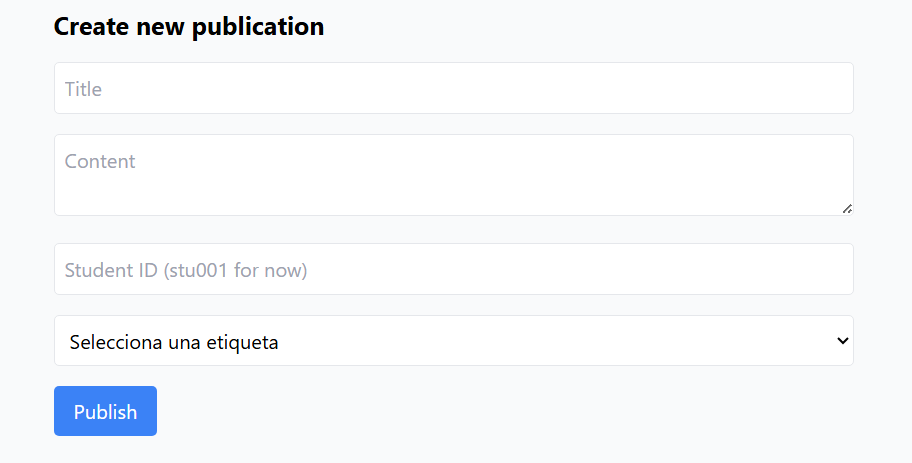 Create new publication
Title
Content
Student ID (stu001 for now)
Selecciona una etiqueta
Publish